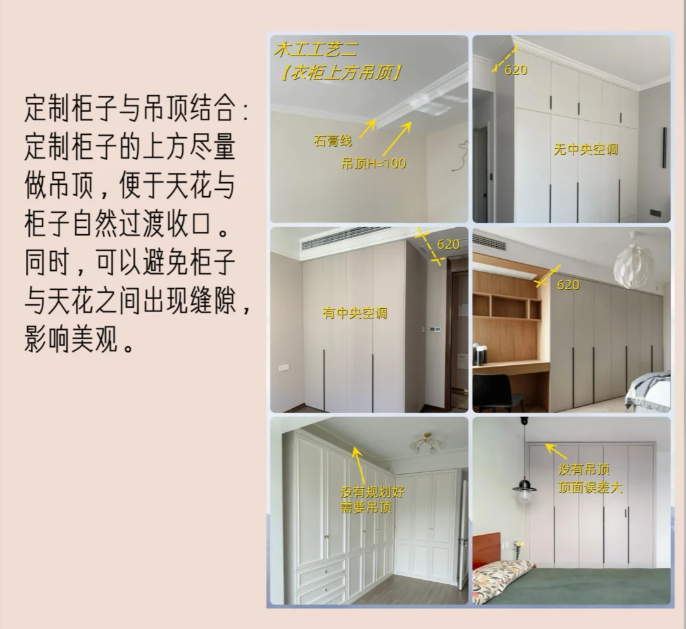 定制柜子与吊顶结合：
定制柜子的上方尽量
做吊顶，便于天花与
柜子自然过渡收口。
同时，可以避免柜子
与天花之间出现缝隙，
影响美观。
木工工艺二
【衣柜上方吊顶】
石膏线
吊顶H=100
620
无中央空调
620
有中央空调
620
没有规划好
需要吊顶
没有吊顶
顶面误差大